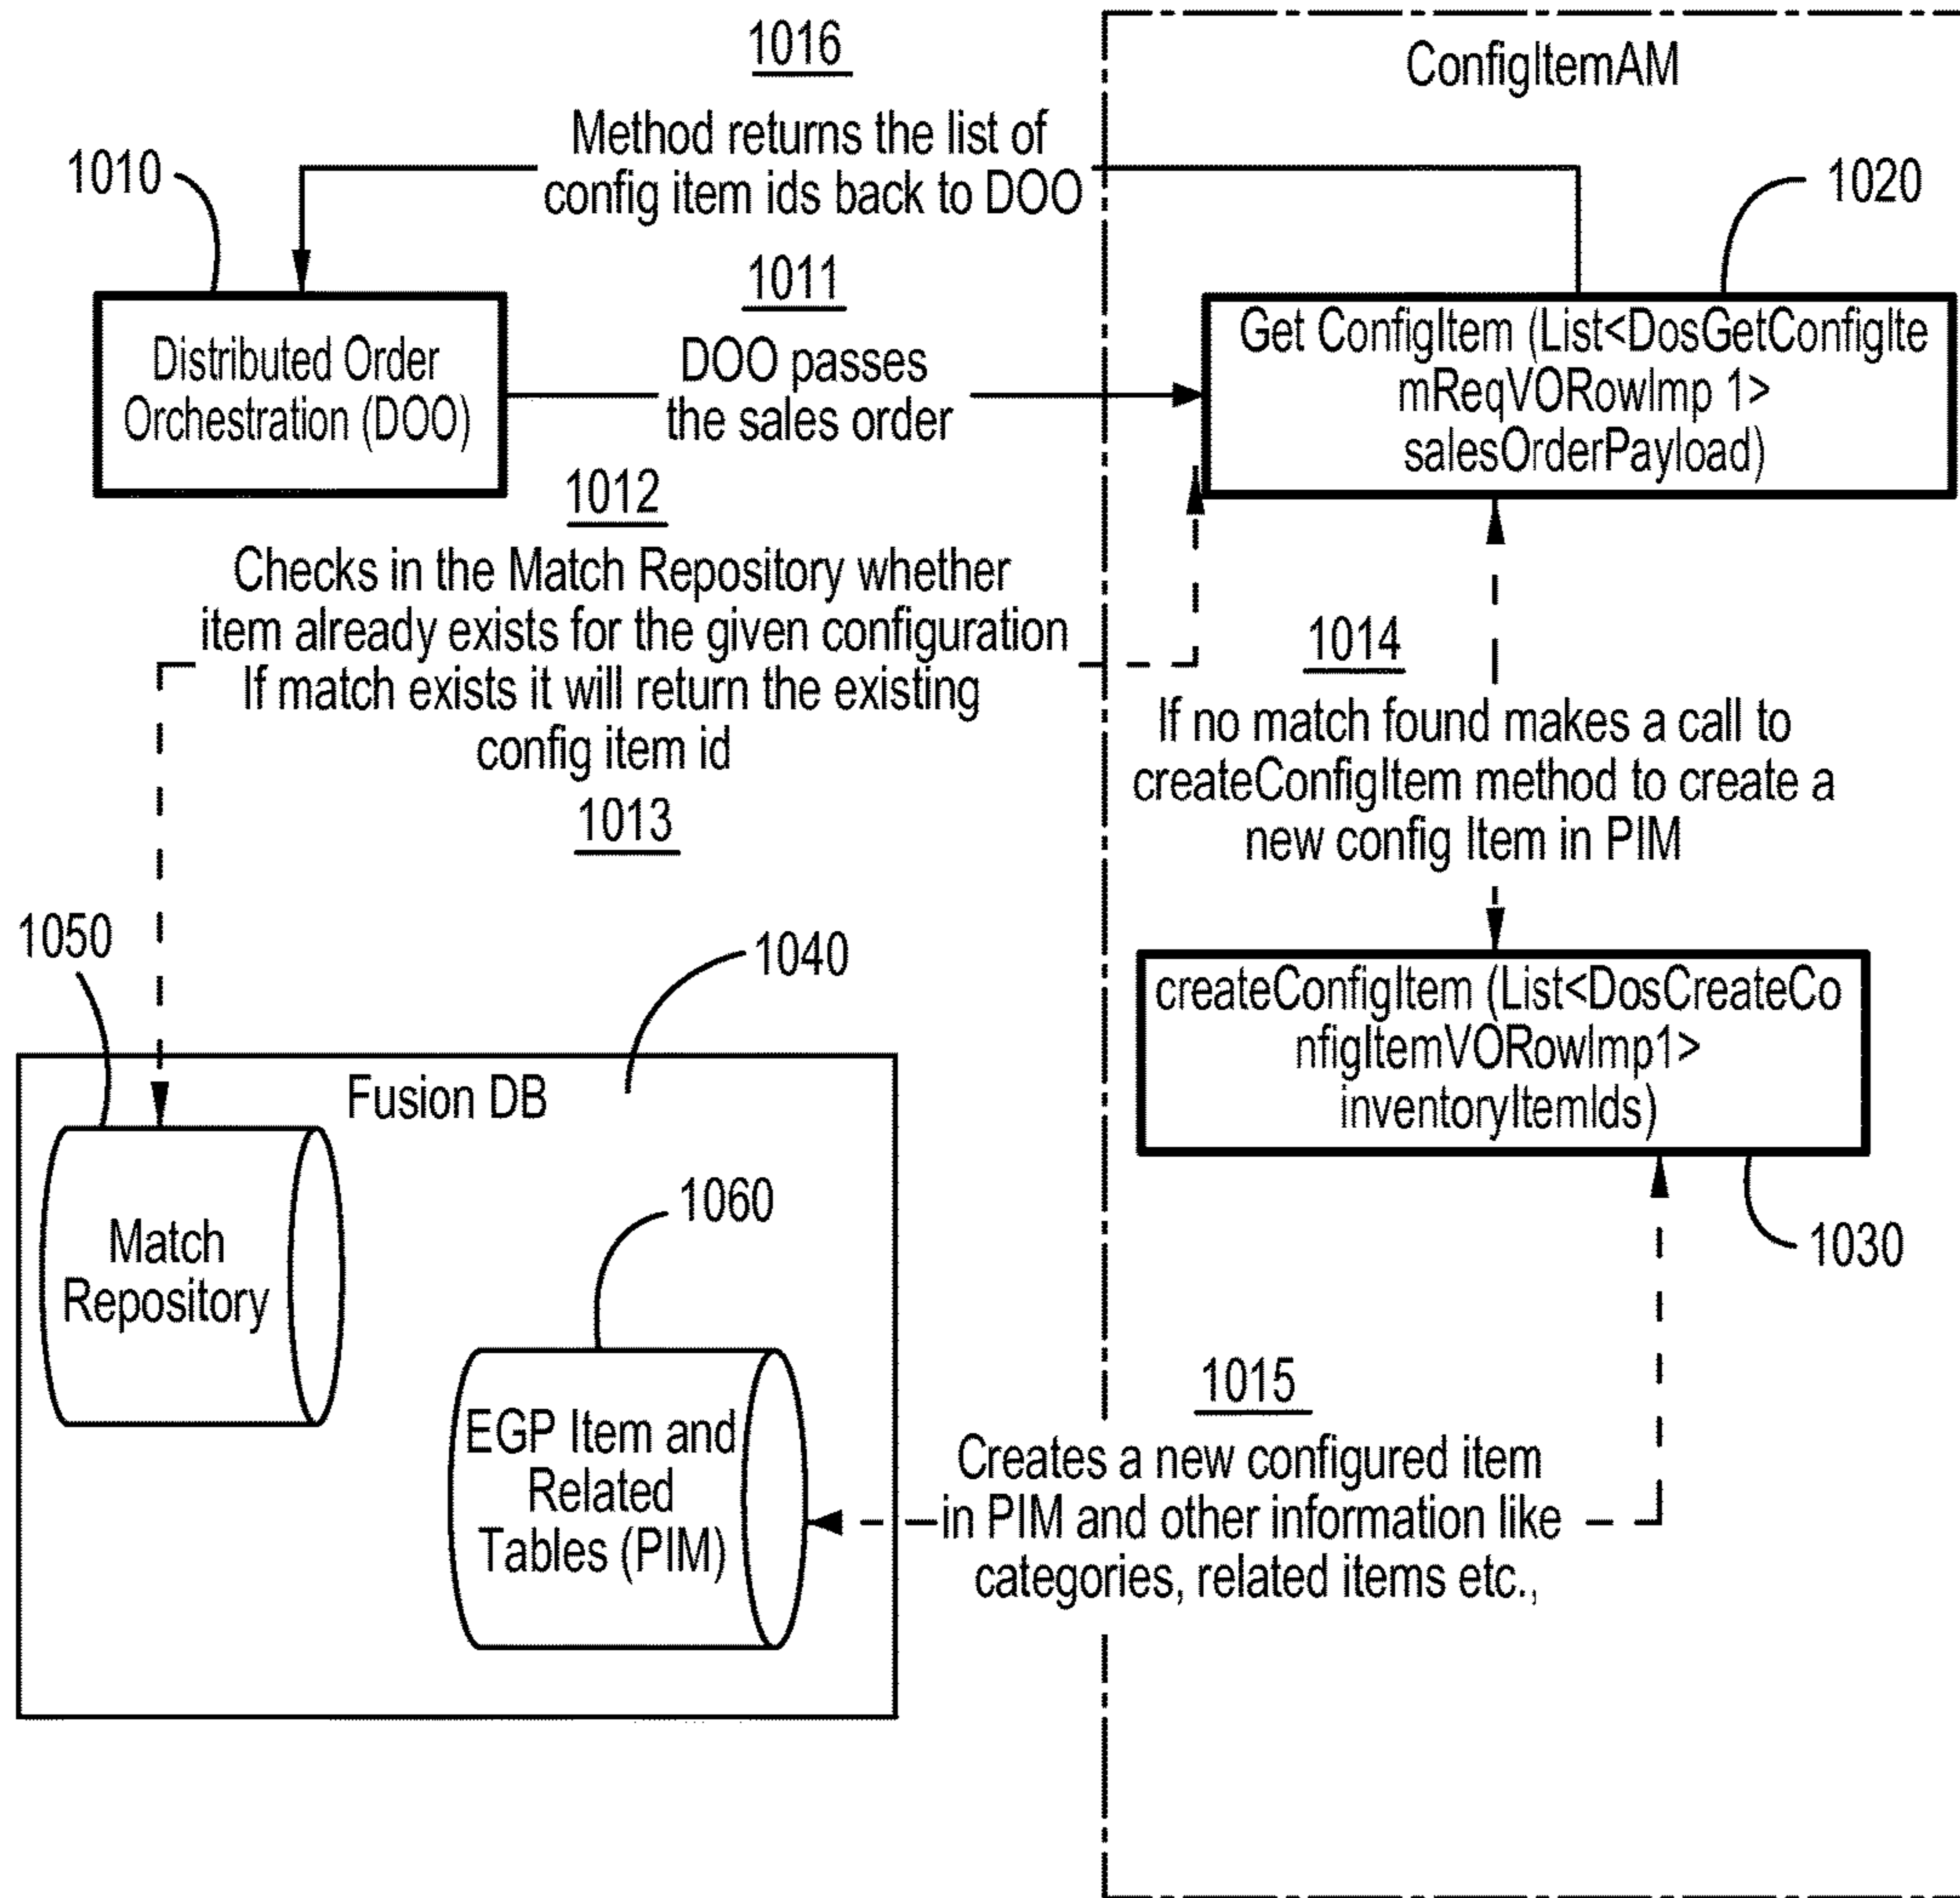 1016
ConfigItemAM
Method returns the list of
config item ids back to DOO
1010
1020
1011
Distributed Order
Orchestration (DOO)
DOO passes
the sales order
Get ConfigItem (List<DosGetConfigIte
mReqVORowImp 1>
salesOrderPayload)
1012
Checks in the Match Repository whether
item already exists for the given configuration
If match exists it will return the existing
config item id
1013
1014
If no match found makes a call to
createConfigItem method to create a
new config Item in PIM
1050
1040
createConfigItem (List<DosCreateCo
nfigItemVORowImp1>
inventoryItemIds)
1030
Fusion DB
Match
Repository
1060
EGP Item and
Related
Tables (PIM)
1015
Creates a new configured item
in PIM and other information like
categories, related items etc.,